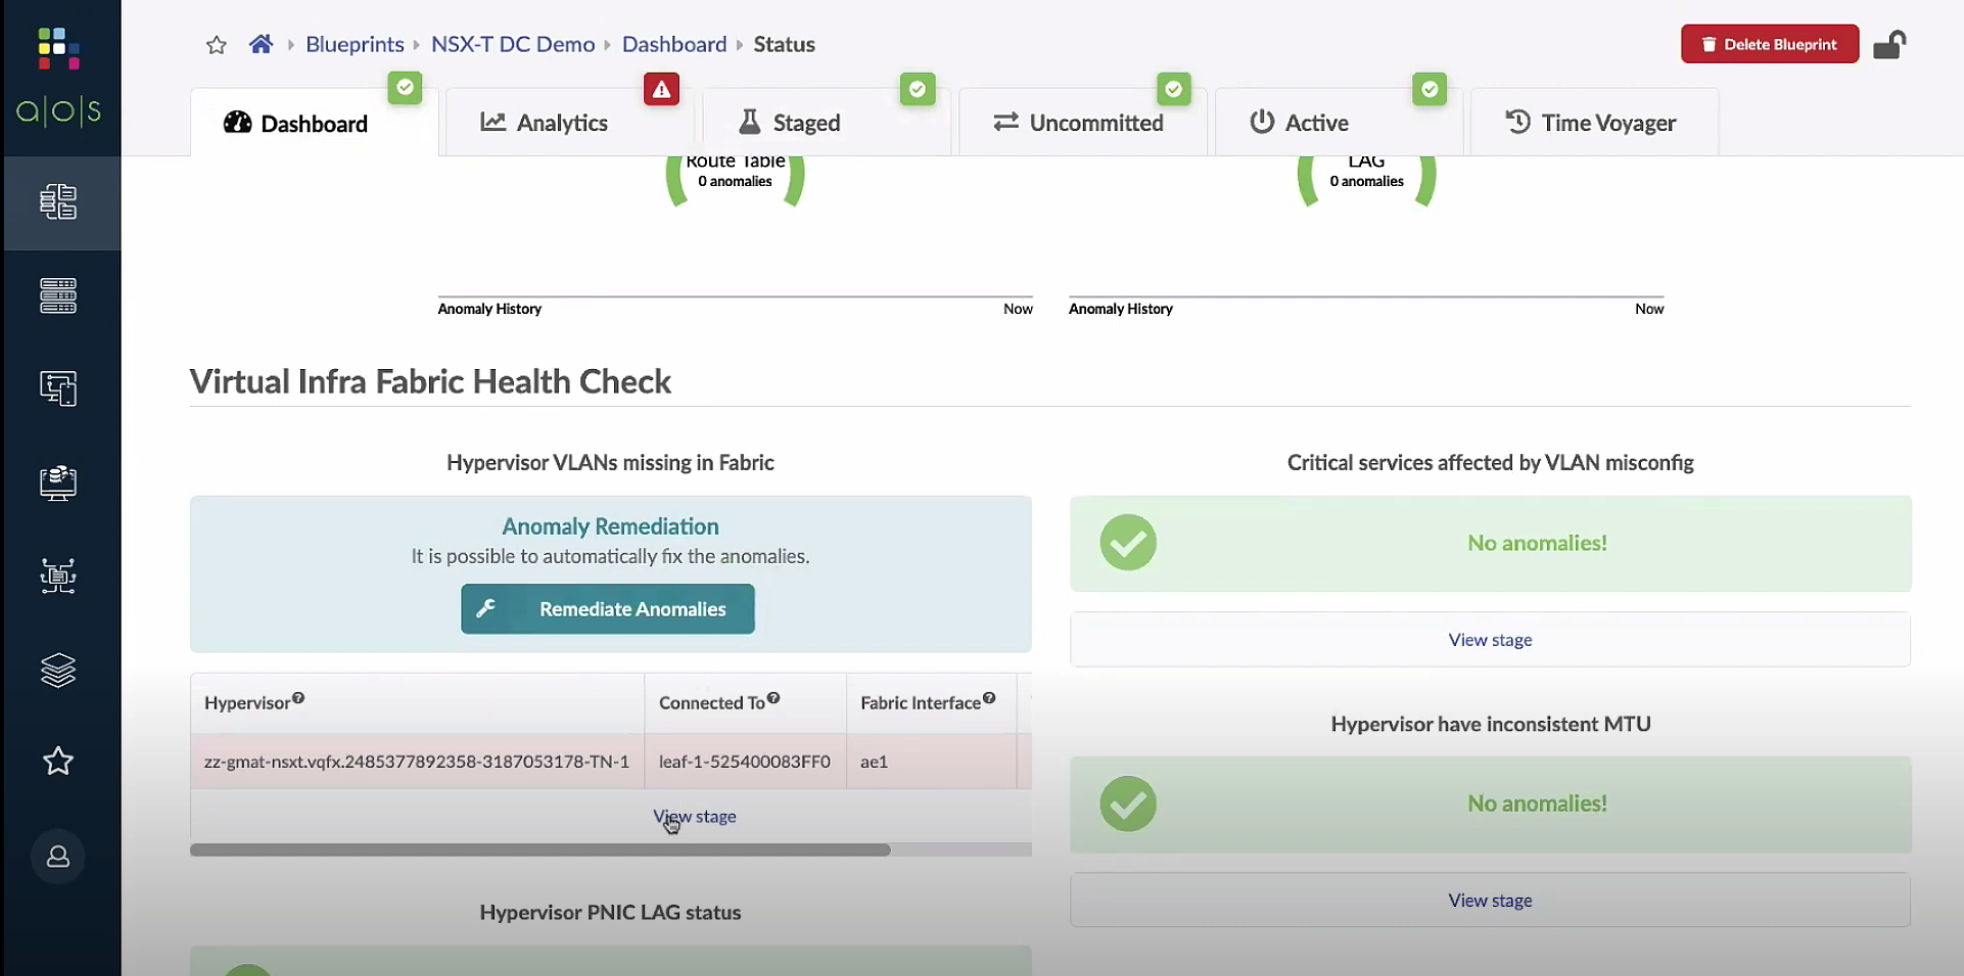 a|o|s
Blueprints NSX-T DC Demo Dashboard Status
Delete Blueprint
Dashboard
Analytics
Staged
Uncommitted
Active
Time Voyager
Route Table
0 anomalies
LAG
0 anomalies
Anomaly History Now
Anomaly History Now
Virtual Infra Fabric Health Check
Hypervisor VLANs missing in Fabric
Anomaly Remediation
It is possible to automatically fix the anomalies.
Remediate Anomalies
Hypervisor Connected To Fabric Interface
zz-gmat-nsxt.vqfx.2485377892358-3187053178-TN-1 leaf-1-525400083FF0 ae1
View stage
Hypervisor PNIC LAG status
Critical services affected by VLAN misconfig
No anomalies!
View stage
Hypervisor have inconsistent MTU
No anomalies!
View stage